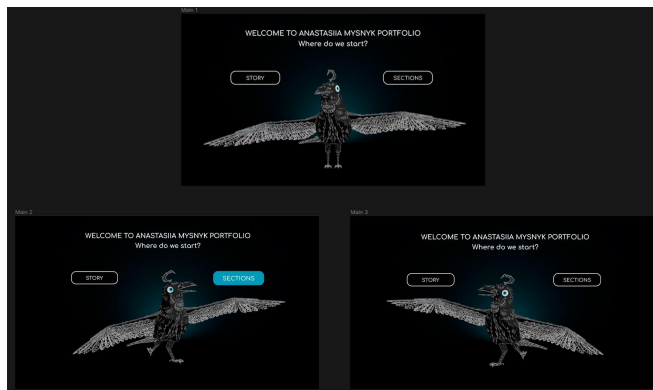 Main 1
WELCOME TO ANASTASIIA MYSNYK PORTFOLIO
Where do we start?
STORY
SECTIONS
Main 2
WELCOME TO ANASTASIIA MYSNYK PORTFOLIO
Where do we start?
STORY
SECTIONS
Main 3
WELCOME TO ANASTASIIA MYSNYK PORTFOLIO
Where do we start?
STORY
SECTIONS